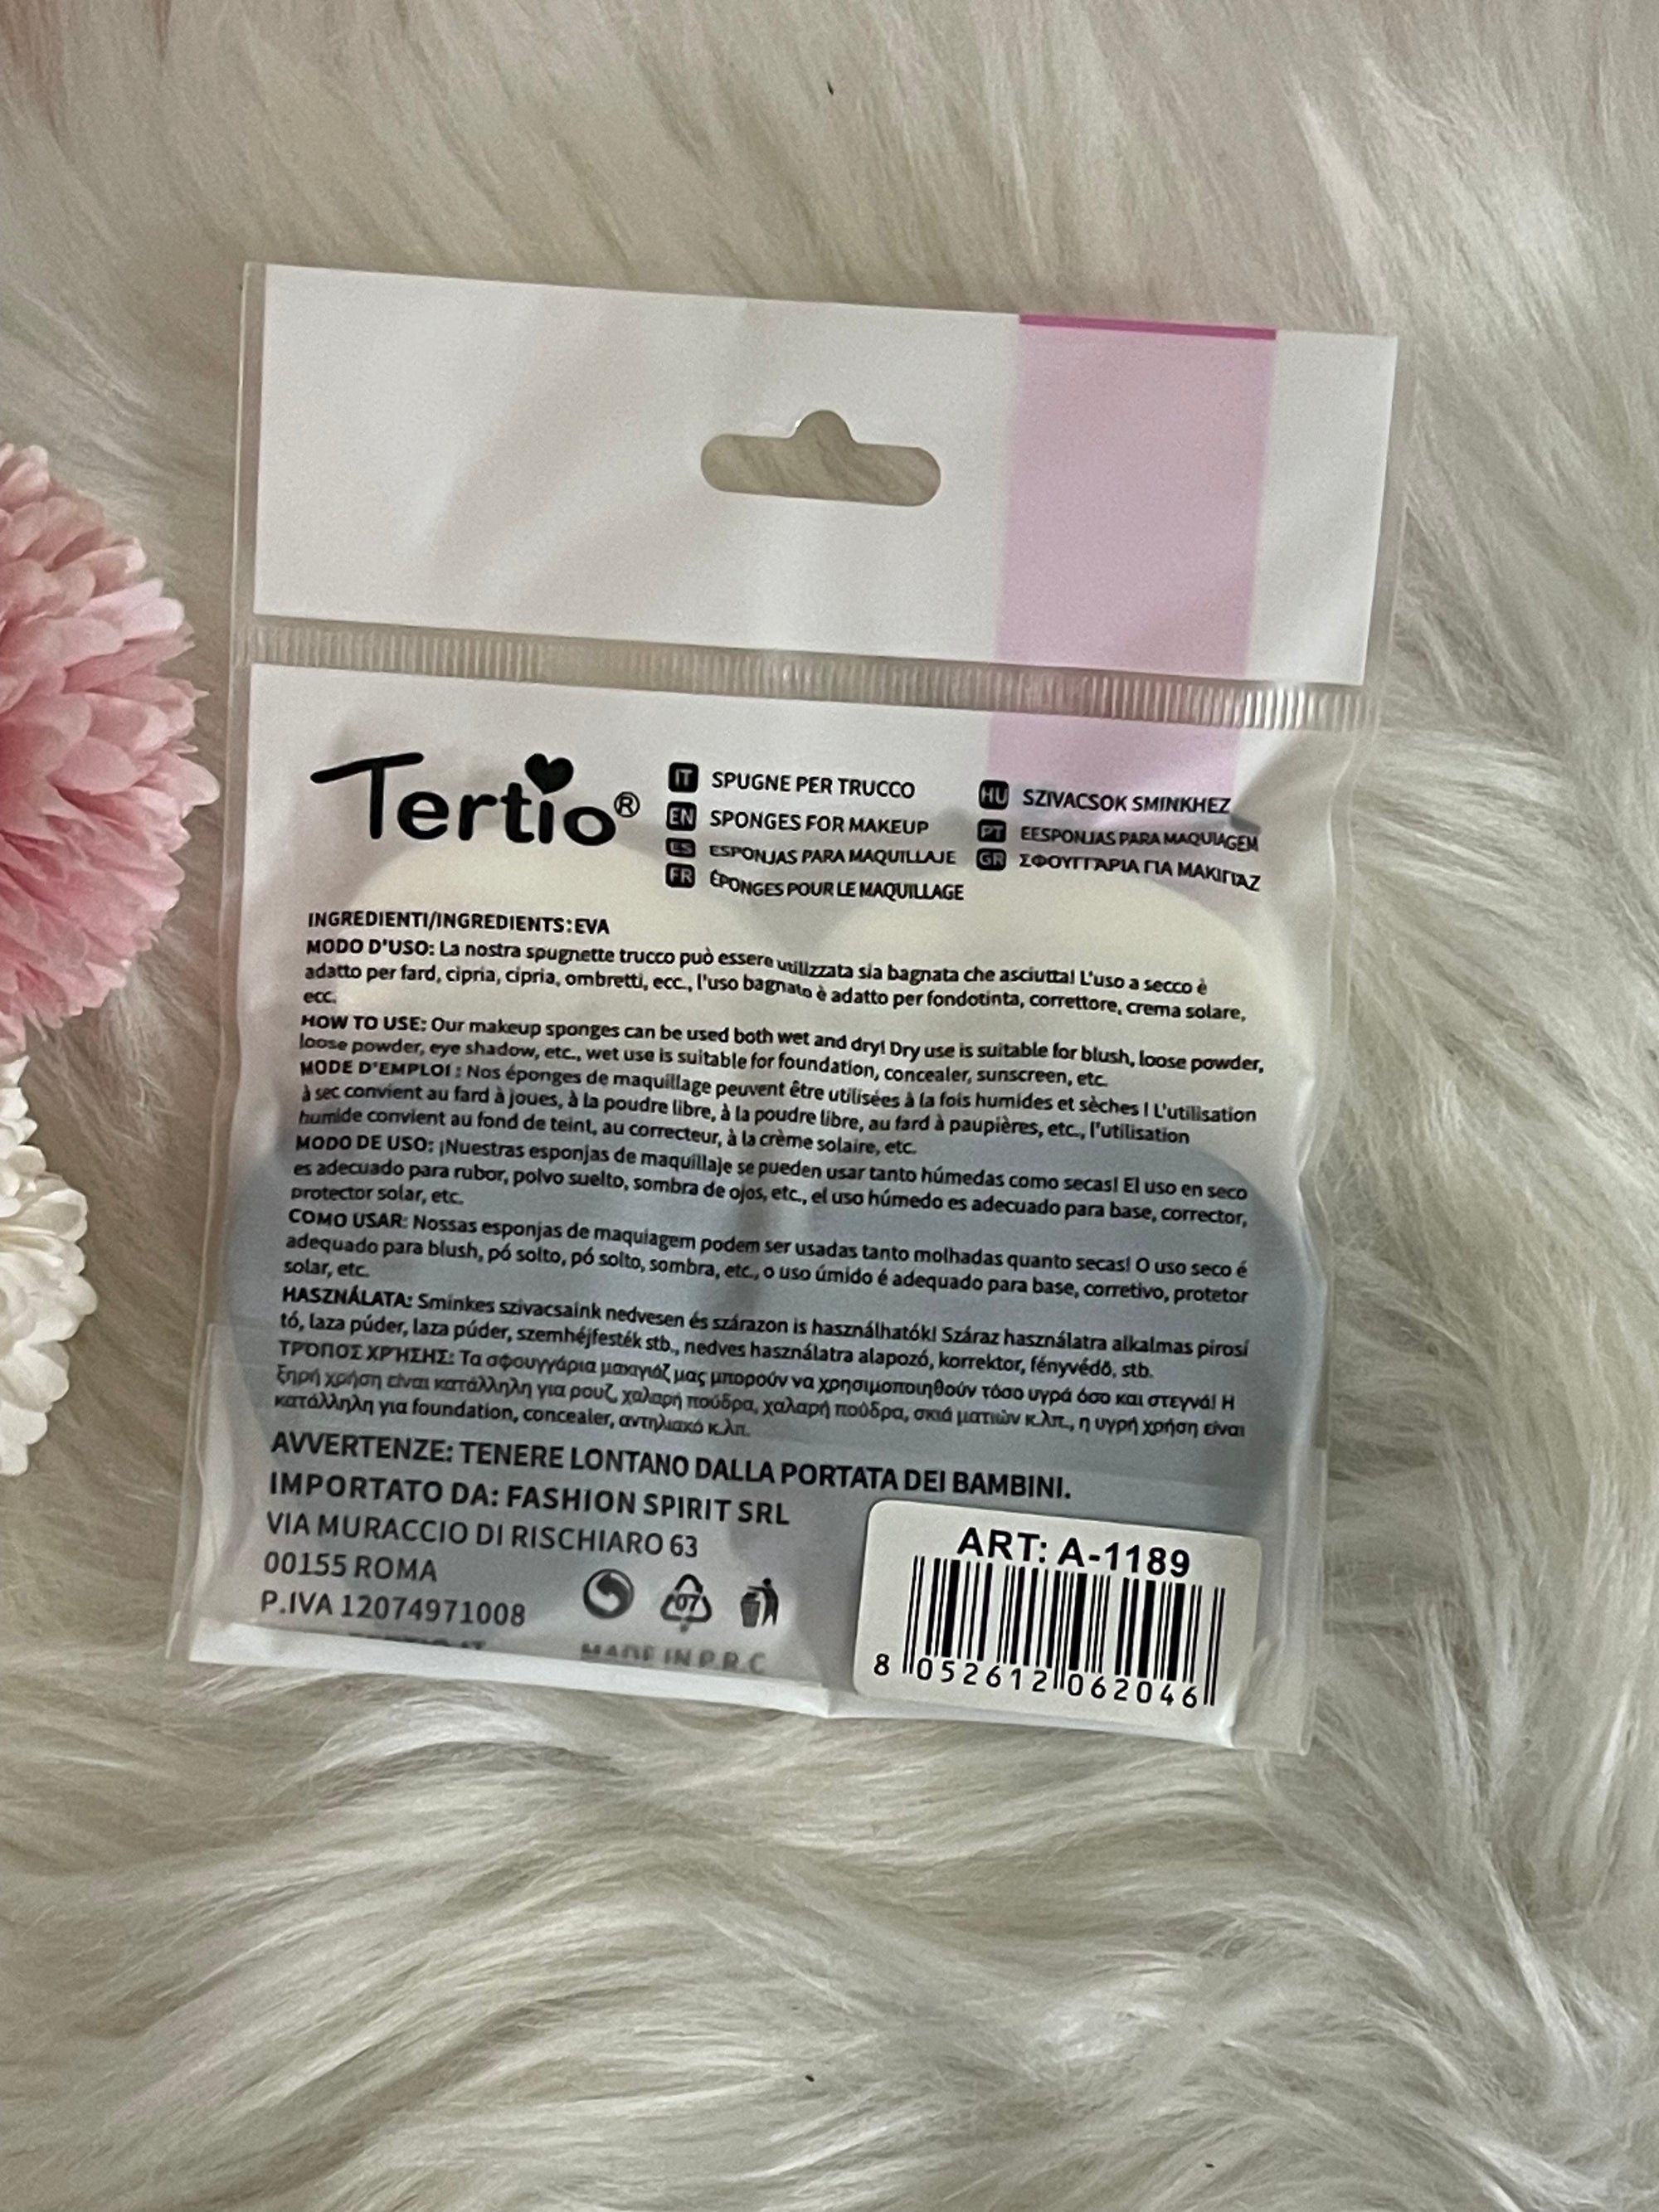 Tertio®
IT SPUGNE PER TRUCCO
EN SPONGES FOR MAKEUP
ES ESPONJAS PARA MAQUILLAJE
FR ÉPONGES POUR LE MAQUILLAGE
HU SZIVACSOK SMINKHEZ
PT EESPONJAS PARA MAQUIAGEM
GR ΣΦΟΥΓΓΆΡΙΑ ΓΙΑ ΜΑΚΙΓΙΑΖ
INGREDIENTI/INGREDIENTS:EVA
MODO D'USO: La nostra spugnette trucco può essere utilizzata sia bagnata che asciutta! L'uso a secco è
adatto per fard, cipria, cipria, ombretti, ecc., l'uso bagnato è adatto per fondotinta, correttore, crema solare,
ecc.
HOW TO USE: Our makeup sponges can be used both wet and dry! Dry use is suitable for blush, loose powder,
loose powder, eye shadow, etc., wet use is suitable for foundation, concealer, sunscreen, etc.
MODE D'EMPLOI : Nos éponges de maquillage peuvent être utilisées à la fois humides et sèches ! L'utilisation
à sec convient au fard à joues, à la poudre libre, à la poudre libre, au fard à paupières, etc., l'utilisation
humide convient au fond de teint, au correcteur, à la crème solaire, etc.
MODO DE USO: ¡Nuestras esponjas de maquillaje se pueden usar tanto húmedas como secas! El uso en seco
es adecuado para rubor, polvo suelto, sombra de ojos, etc., el uso húmedo es adecuado para base, corrector,
protector solar, etc.
COMO USAR: Nossas esponjas de maquiagem podem ser usadas tanto molhadas quanto secas! O uso seco é
adequado para blush, pó solto, pó solto, sombra, etc., o uso úmido é adequado para base, corretivo, protetor
solar, etc.
HASZNÁLATA: Sminkes szivacsaink nedvesen és szárazon is használhatók! Száraz használatra alkalmas pirosí
tó, laza púder, laza púder, szemhéjfesték stb., nedves használatra alapozó, korrektor, fényvédő, stb.
ΤΡΌΠΟΣ ΧΡΉΣΗΣ: Τα σφουγγάρια μακιγιάζ μας μπορούν να χρησιμοποιηθούν τόσο υγρά όσο και στεγνά! Η
ξηρή χρήση είναι κατάλληλη για ρουζ, χαλαρή πούδρα, χαλαρή πούδρα, σκιά ματιών κ.λπ., η υγρή χρήση είναι
κατάλληλη για foundation, concealer, αντηλιακό κ.λπ.
AVVERTENZE: TENERE LONTANO DALLA PORTATA DEI BAMBINI.
IMPORTATO DA: FASHION SPIRIT SRL
VIA MURACCIO DI RISCHIARO 63
00155 ROMA
P.IVA 12074971008
07
MADE IN P.R.C
ART: A-1189
8 052612 062046